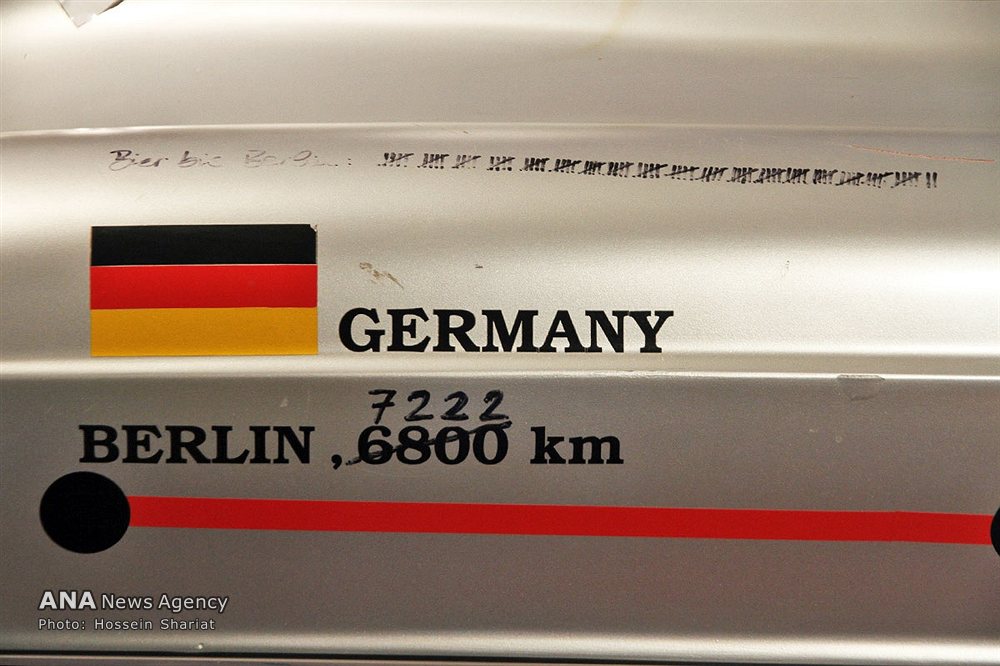 Bier bis Berlin:
GERMANY
7222
BERLIN , 6800 km
ANA News Agency
Photo: Hossein Shariat